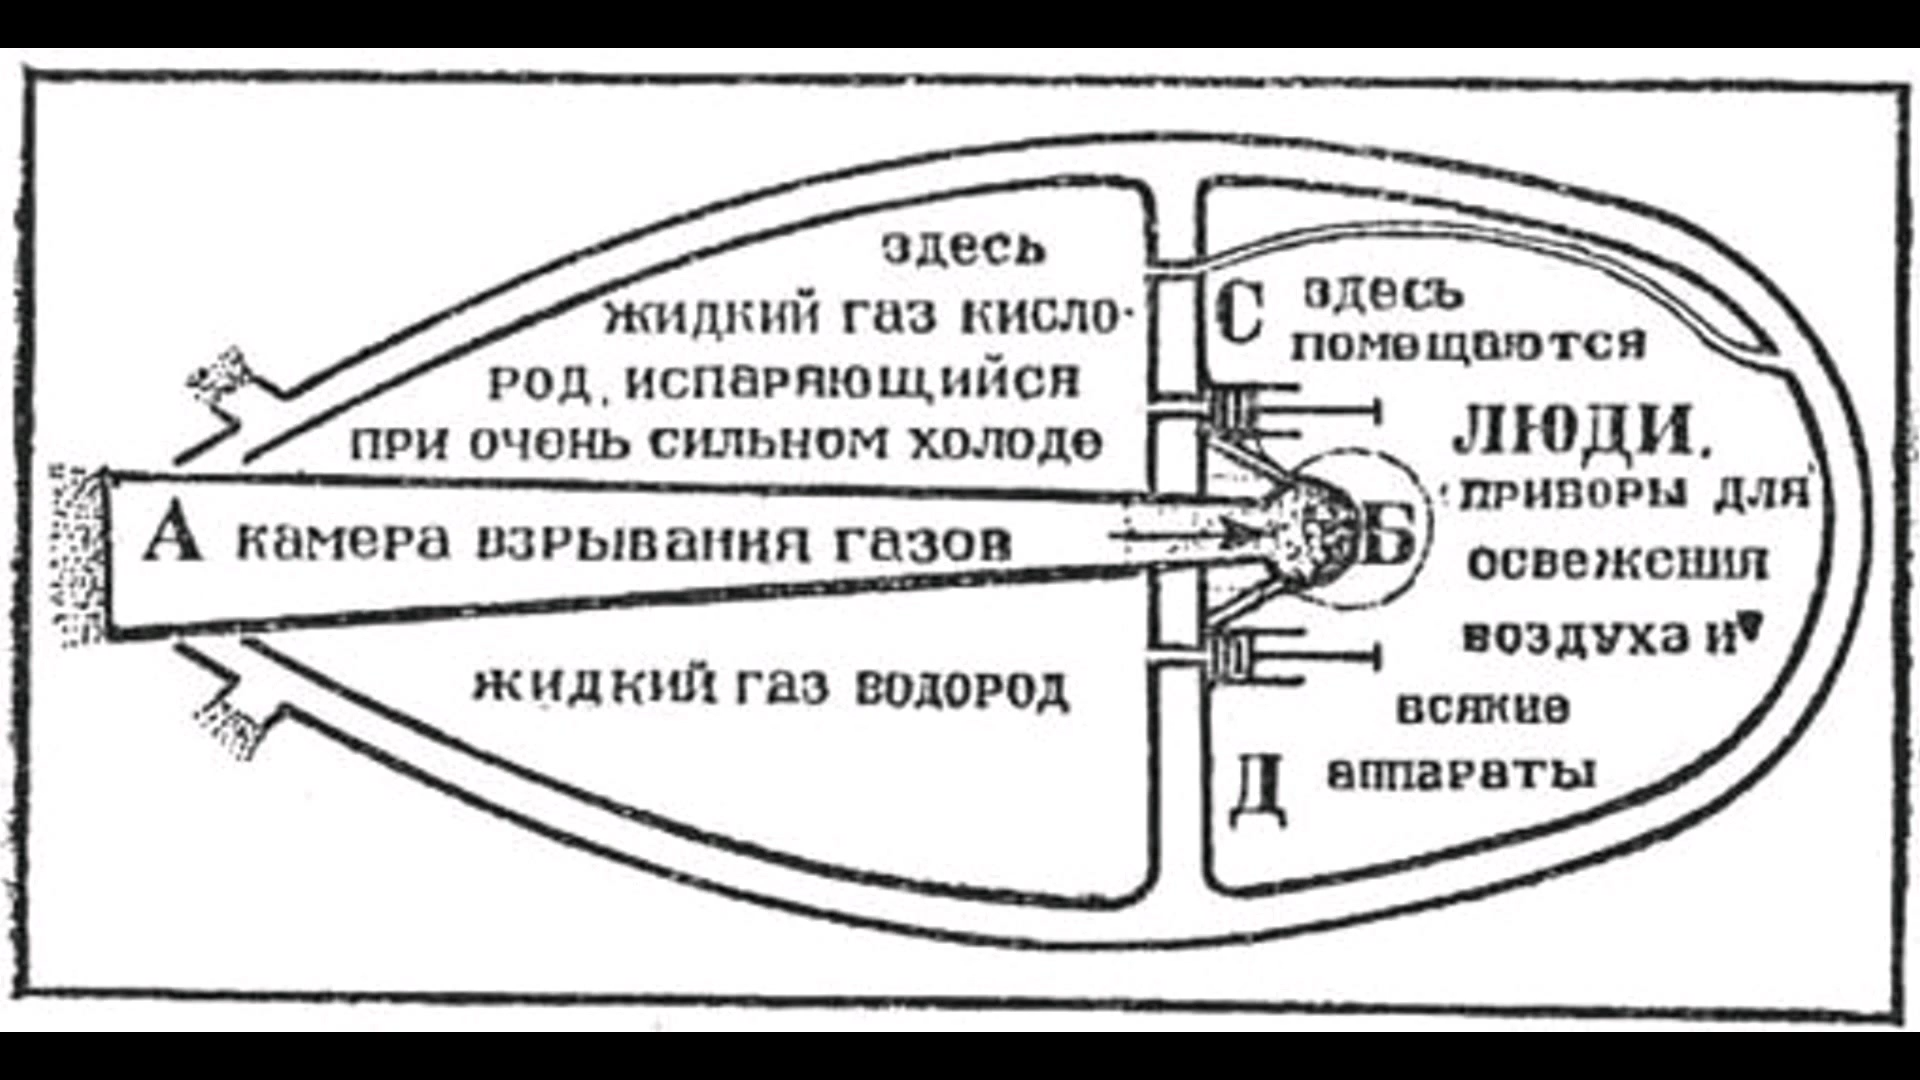 здесь
жидкий газ кисло-
род, испаряющийся
при очень сильном холоде
А камера взрывания газов
жидкий газ водород
С здесь
помещаются
ЛЮДИ,
Б приборы для
освежения
воздуха и
всякие
Д аппараты